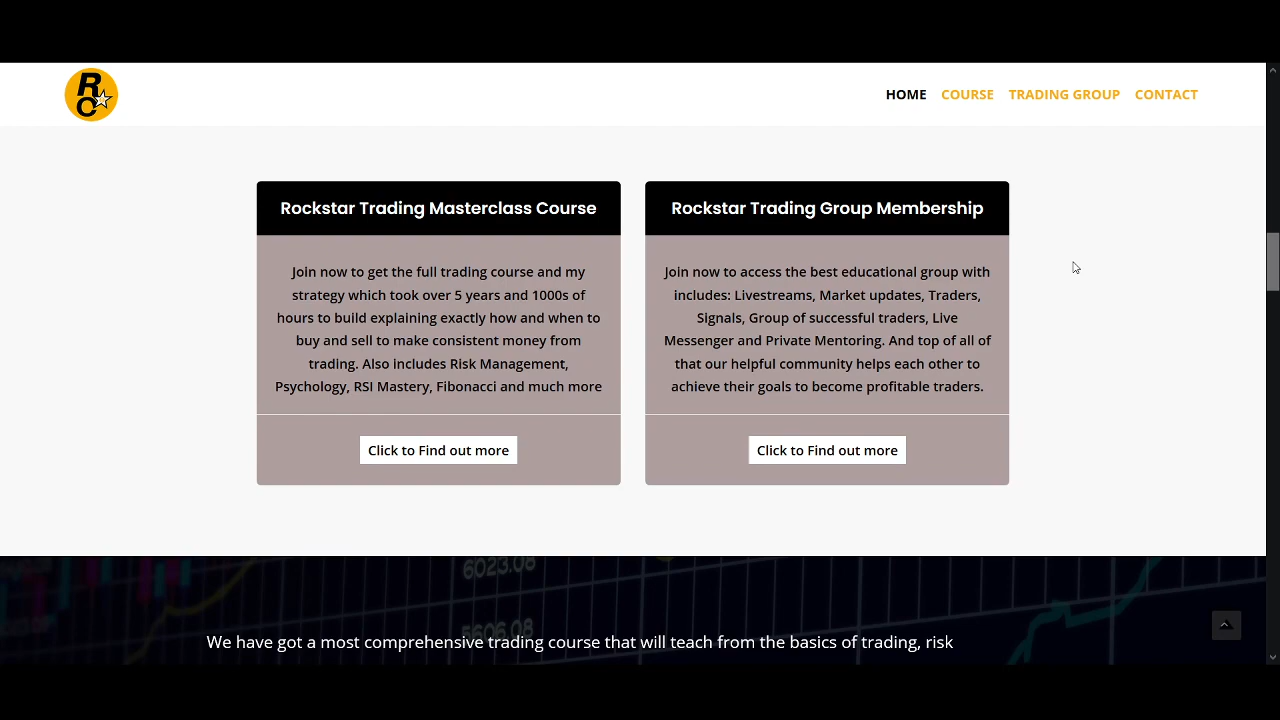 R
C
HOME COURSE TRADING GROUP CONTACT
Rockstar Trading Masterclass Course
Join now to get the full trading course and my
strategy which took over 5 years and 1000s of
hours to build explaining exactly how and when to
buy and sell to make consistent money from
trading. Also includes Risk Management,
Psychology, RSI Mastery, Fibonacci and much more
Click to Find out more
Rockstar Trading Group Membership
Join now to access the best educational group with
includes: Livestreams, Market updates, Traders,
Signals, Group of successful traders, Live
Messenger and Private Mentoring. And top of all of
that our helpful community helps each other to
achieve their goals to become profitable traders.
Click to Find out more
6023.08
5606.08
We have got a most comprehensive trading course that will teach from the basics of trading, risk